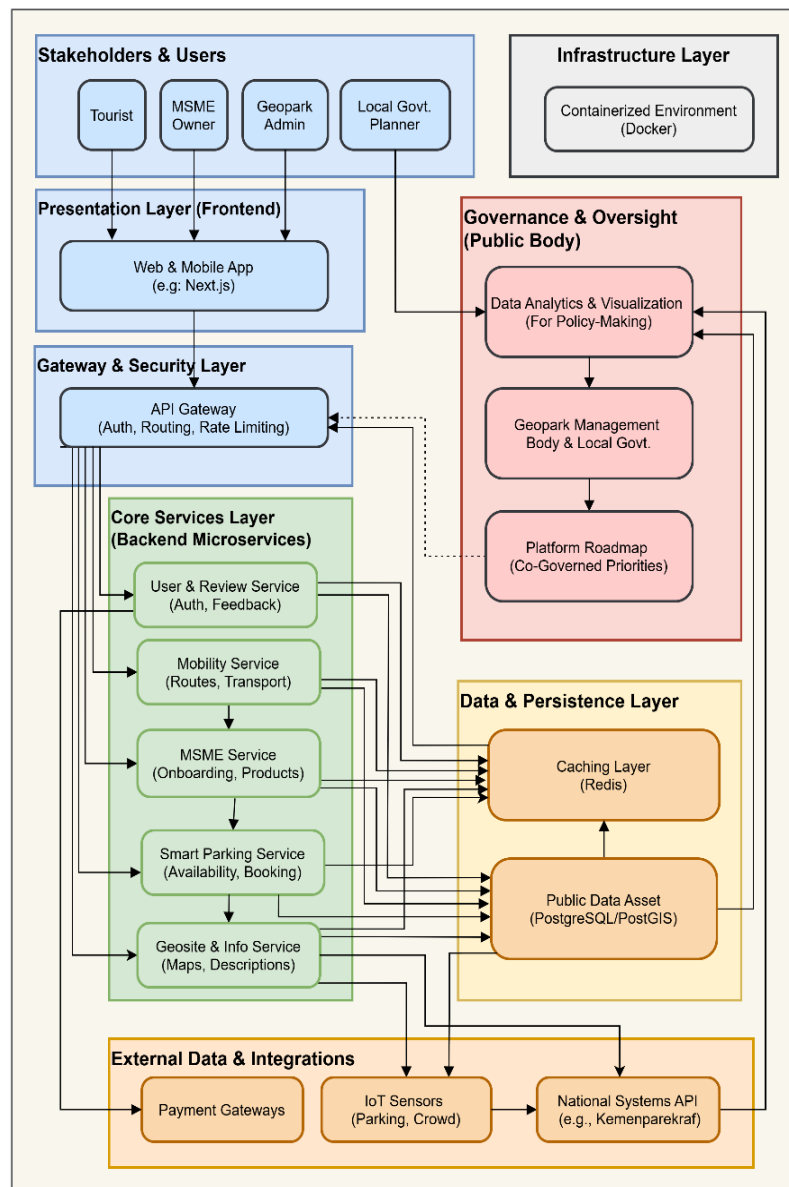 Stakeholders & Users
Tourist
MSME
Owner
Geopark
Admin
Local Govt.
Planner
Infrastructure Layer
Containerized Environment
(Docker)
Presentation Layer (Frontend)
Web & Mobile App
(e.g: Next.js)
Governance & Oversight
(Public Body)
Data Analytics & Visualization
(For Policy-Making)
Geopark Management
Body & Local Govt.
Platform Roadmap
(Co-Governed Priorities)
Gateway & Security Layer
API Gateway
(Auth, Routing, Rate Limiting)
Core Services Layer
(Backend Microservices)
User & Review Service
(Auth, Feedback)
Mobility Service
(Routes, Transport)
MSME Service
(Onboarding, Products)
Smart Parking Service
(Availability, Booking)
Geosite & Info Service
(Maps, Descriptions)
Data & Persistence Layer
Caching Layer
(Redis)
Public Data Asset
(PostgreSQL/PostGIS)
External Data & Integrations
Payment Gateways
IoT Sensors
(Parking, Crowd)
National Systems API
(e.g., Kemenparekraf)